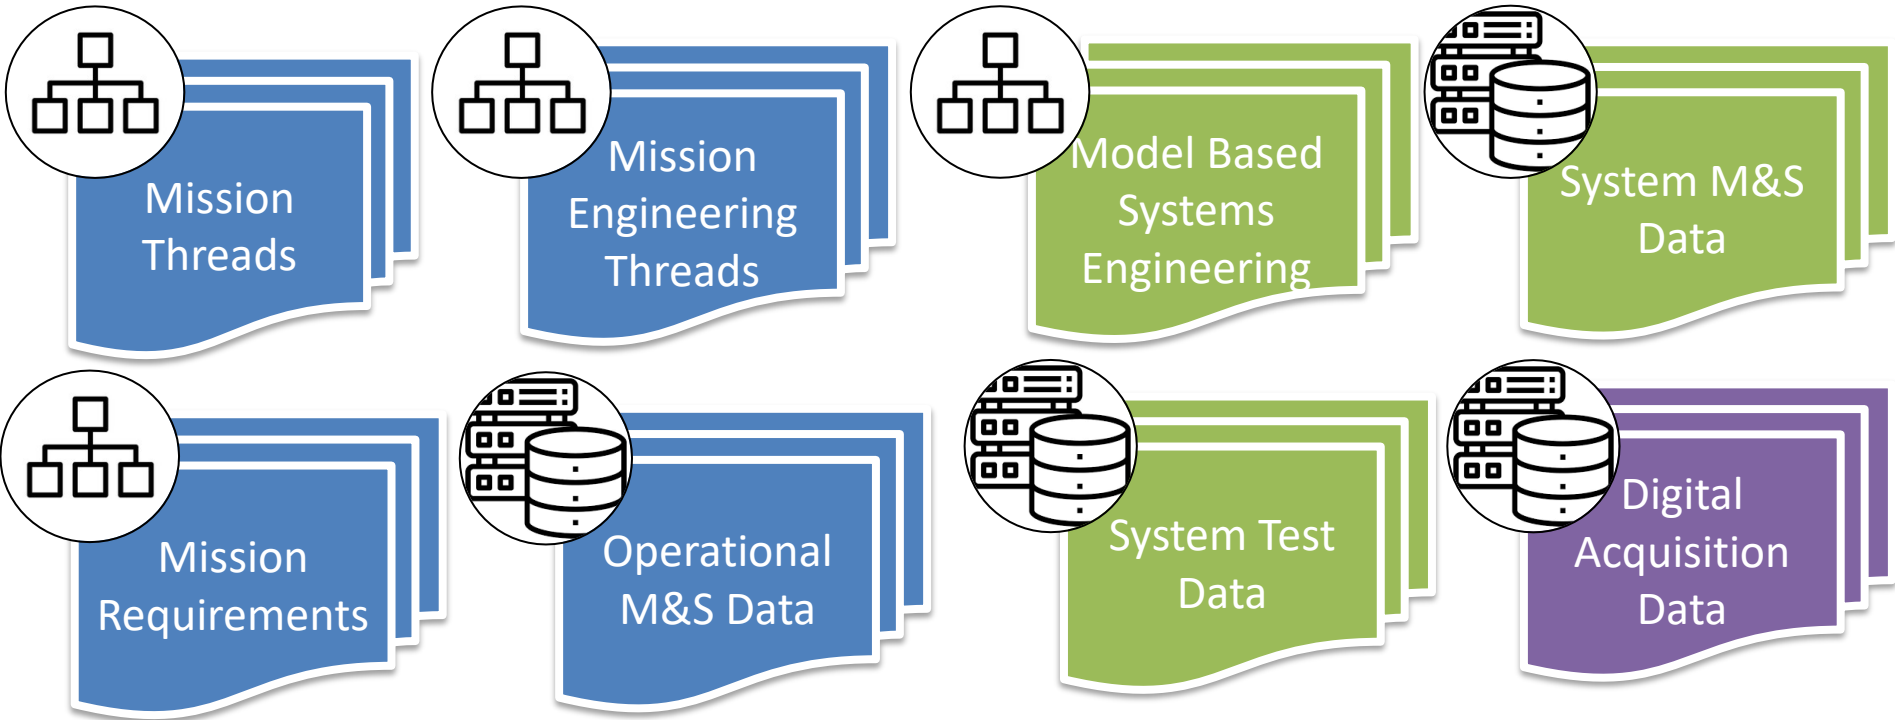 Mission
Threads
Mission
Engineering
Threads
Model Based
Systems
Engineering
System M&S
Data
Mission
Requirements
Operational
M&S Data
System Test
Data
Digital
Acquisition
Data